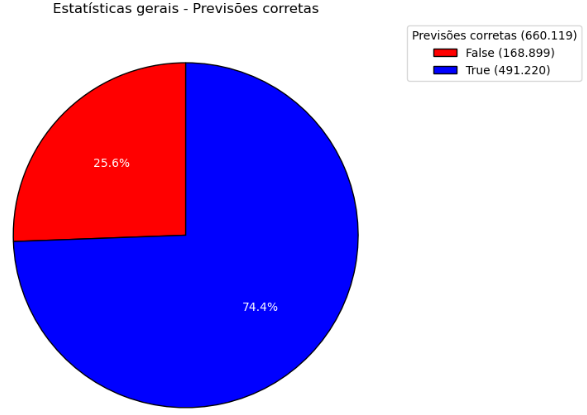 Estatísticas gerais - Previsões corretas
Previsões corretas (660.119)
False (168.899)
True (491.220)
25.6%
74.4%